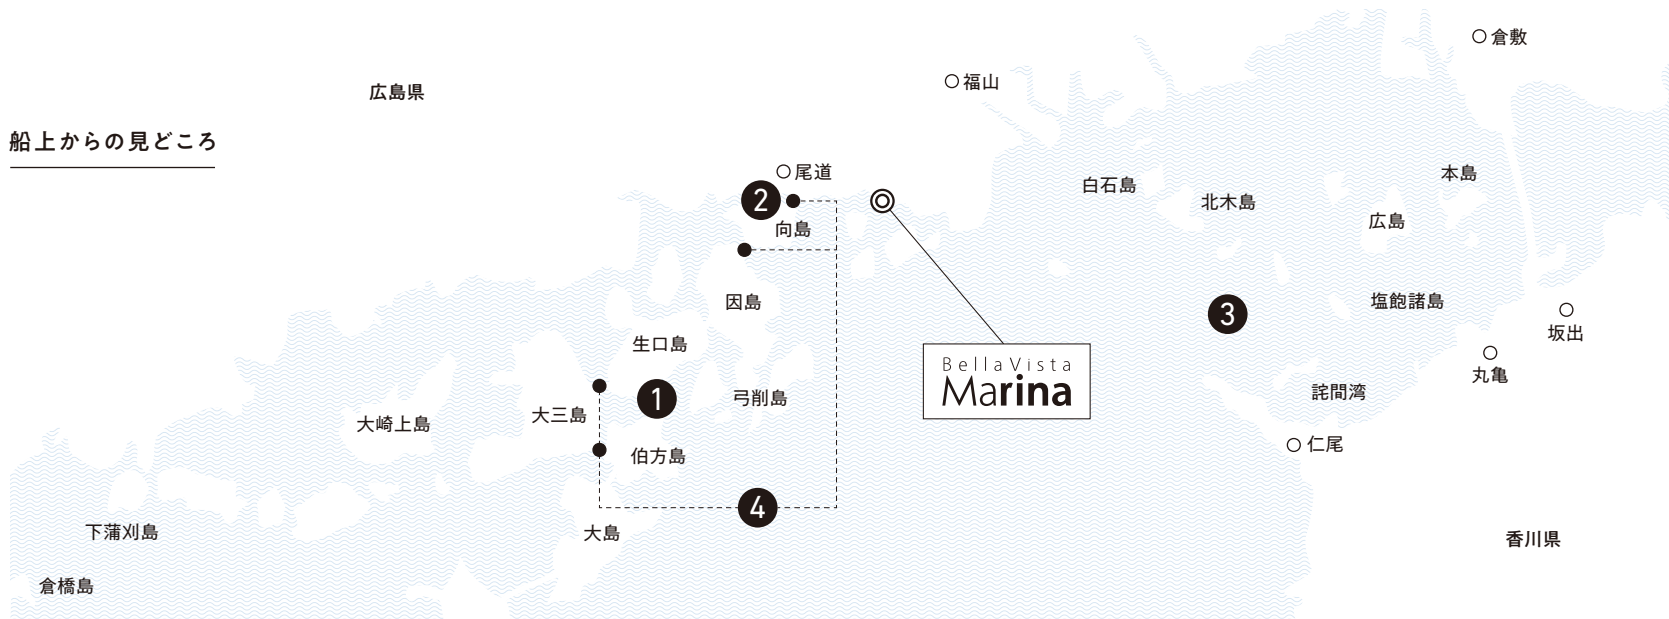 船上からの見どころ
広島県
倉敷
福山
尾道
2
向島
白石島
北木島
本島
広島
因島
塩飽諸島
3
坂出
生口島
BellaVista
Marina
丸亀
1
弓削島
詫間湾
大三島
大崎上島
仁尾
伯方島
4
大島
下蒲刈島
香川県
倉橋島